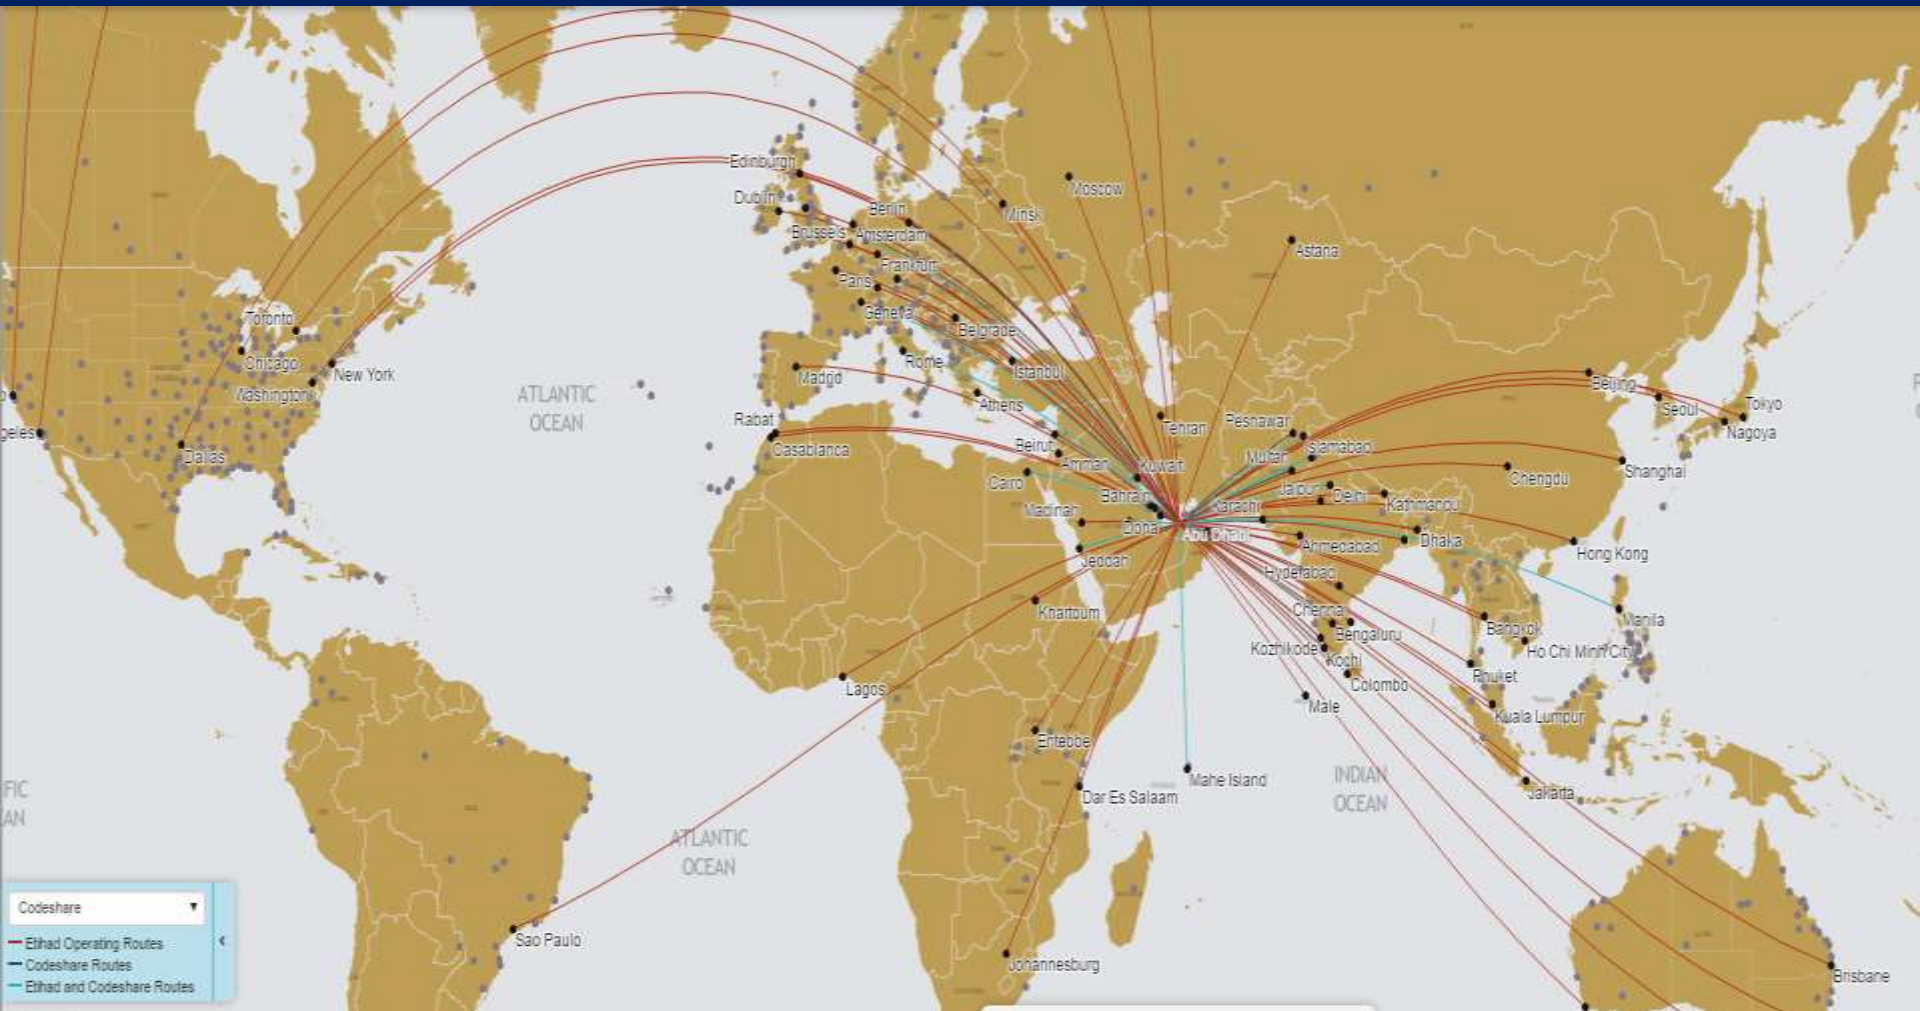 Edinburgh
Dublin
Moscow
Minsk
Berlin
Brussels
Amsterdam
Astana
Frankfurt
Paris
Geneva
Toronto
Belgrade
Chicago
New York
Rome
Istanbul
Madrid
Washington
ATLANTIC
OCEAN
Athens
Beijing
Seoul
Tokyo
Nagoya
Rabat
Casablanca
geles
Dallas
Tehran
Peshawar
Islamabad
Multan
Beirut
Amman
Kuwait
Shanghai
Cairo
Chengdu
Bahrain
Jaipur
Delhi
Kathmandu
Madinah
Karachi
Doha
Abu Dhabi
Ahmedabad
Dhaka
Hong Kong
Jeddah
Hyderabad
Khartoum
Chenna
Bengaluru
Manila
Bangkok
Kozhikode
Kochi
Ho Chi Minh City
Lagos
Colombo
Phuket
Male
Kuala Lumpur
Entebbe
Mahe Island
INDIAN
OCEAN
Dar Es Salaam
Jakarta
FIC
AN
ATLANTIC
OCEAN
Sao Paulo
Johannesburg
Brisbane
Codeshare
Etihad Operating Routes
Codeshare Routes
Etihad and Codeshare Routes